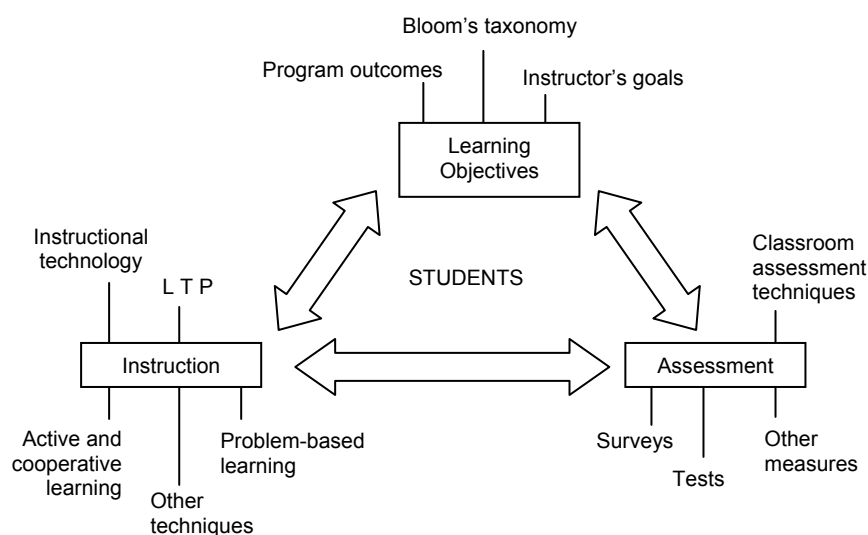 Bloom's taxonomy
Program outcomes
Instructor's goals
Learning
Objectives
Instructional
technology
L T P
STUDENTS
Classroom
assessment
techniques
Instruction
Assessment
Active and
cooperative
learning
Other
techniques
Problem-based
learning
Surveys
Tests
Other
measures